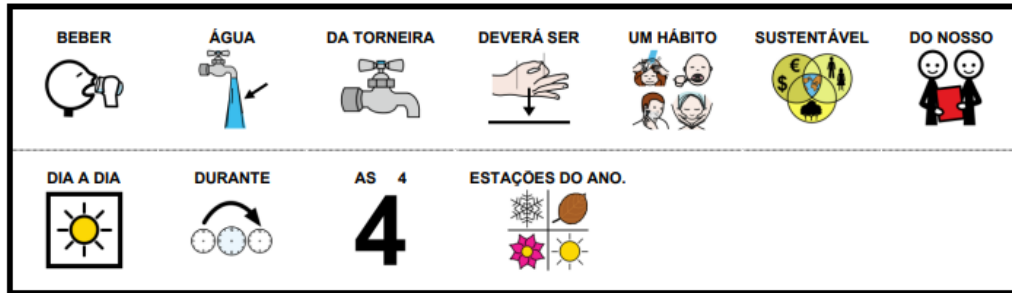 BEBER ÁGUA DA TORNEIRA DEVERÁ SER UM HÁBITO SUSTENTÁVEL DO NOSSO
€
$
DIA A DIA DURANTE AS 4 ESTAÇÕES DO ANO.
4